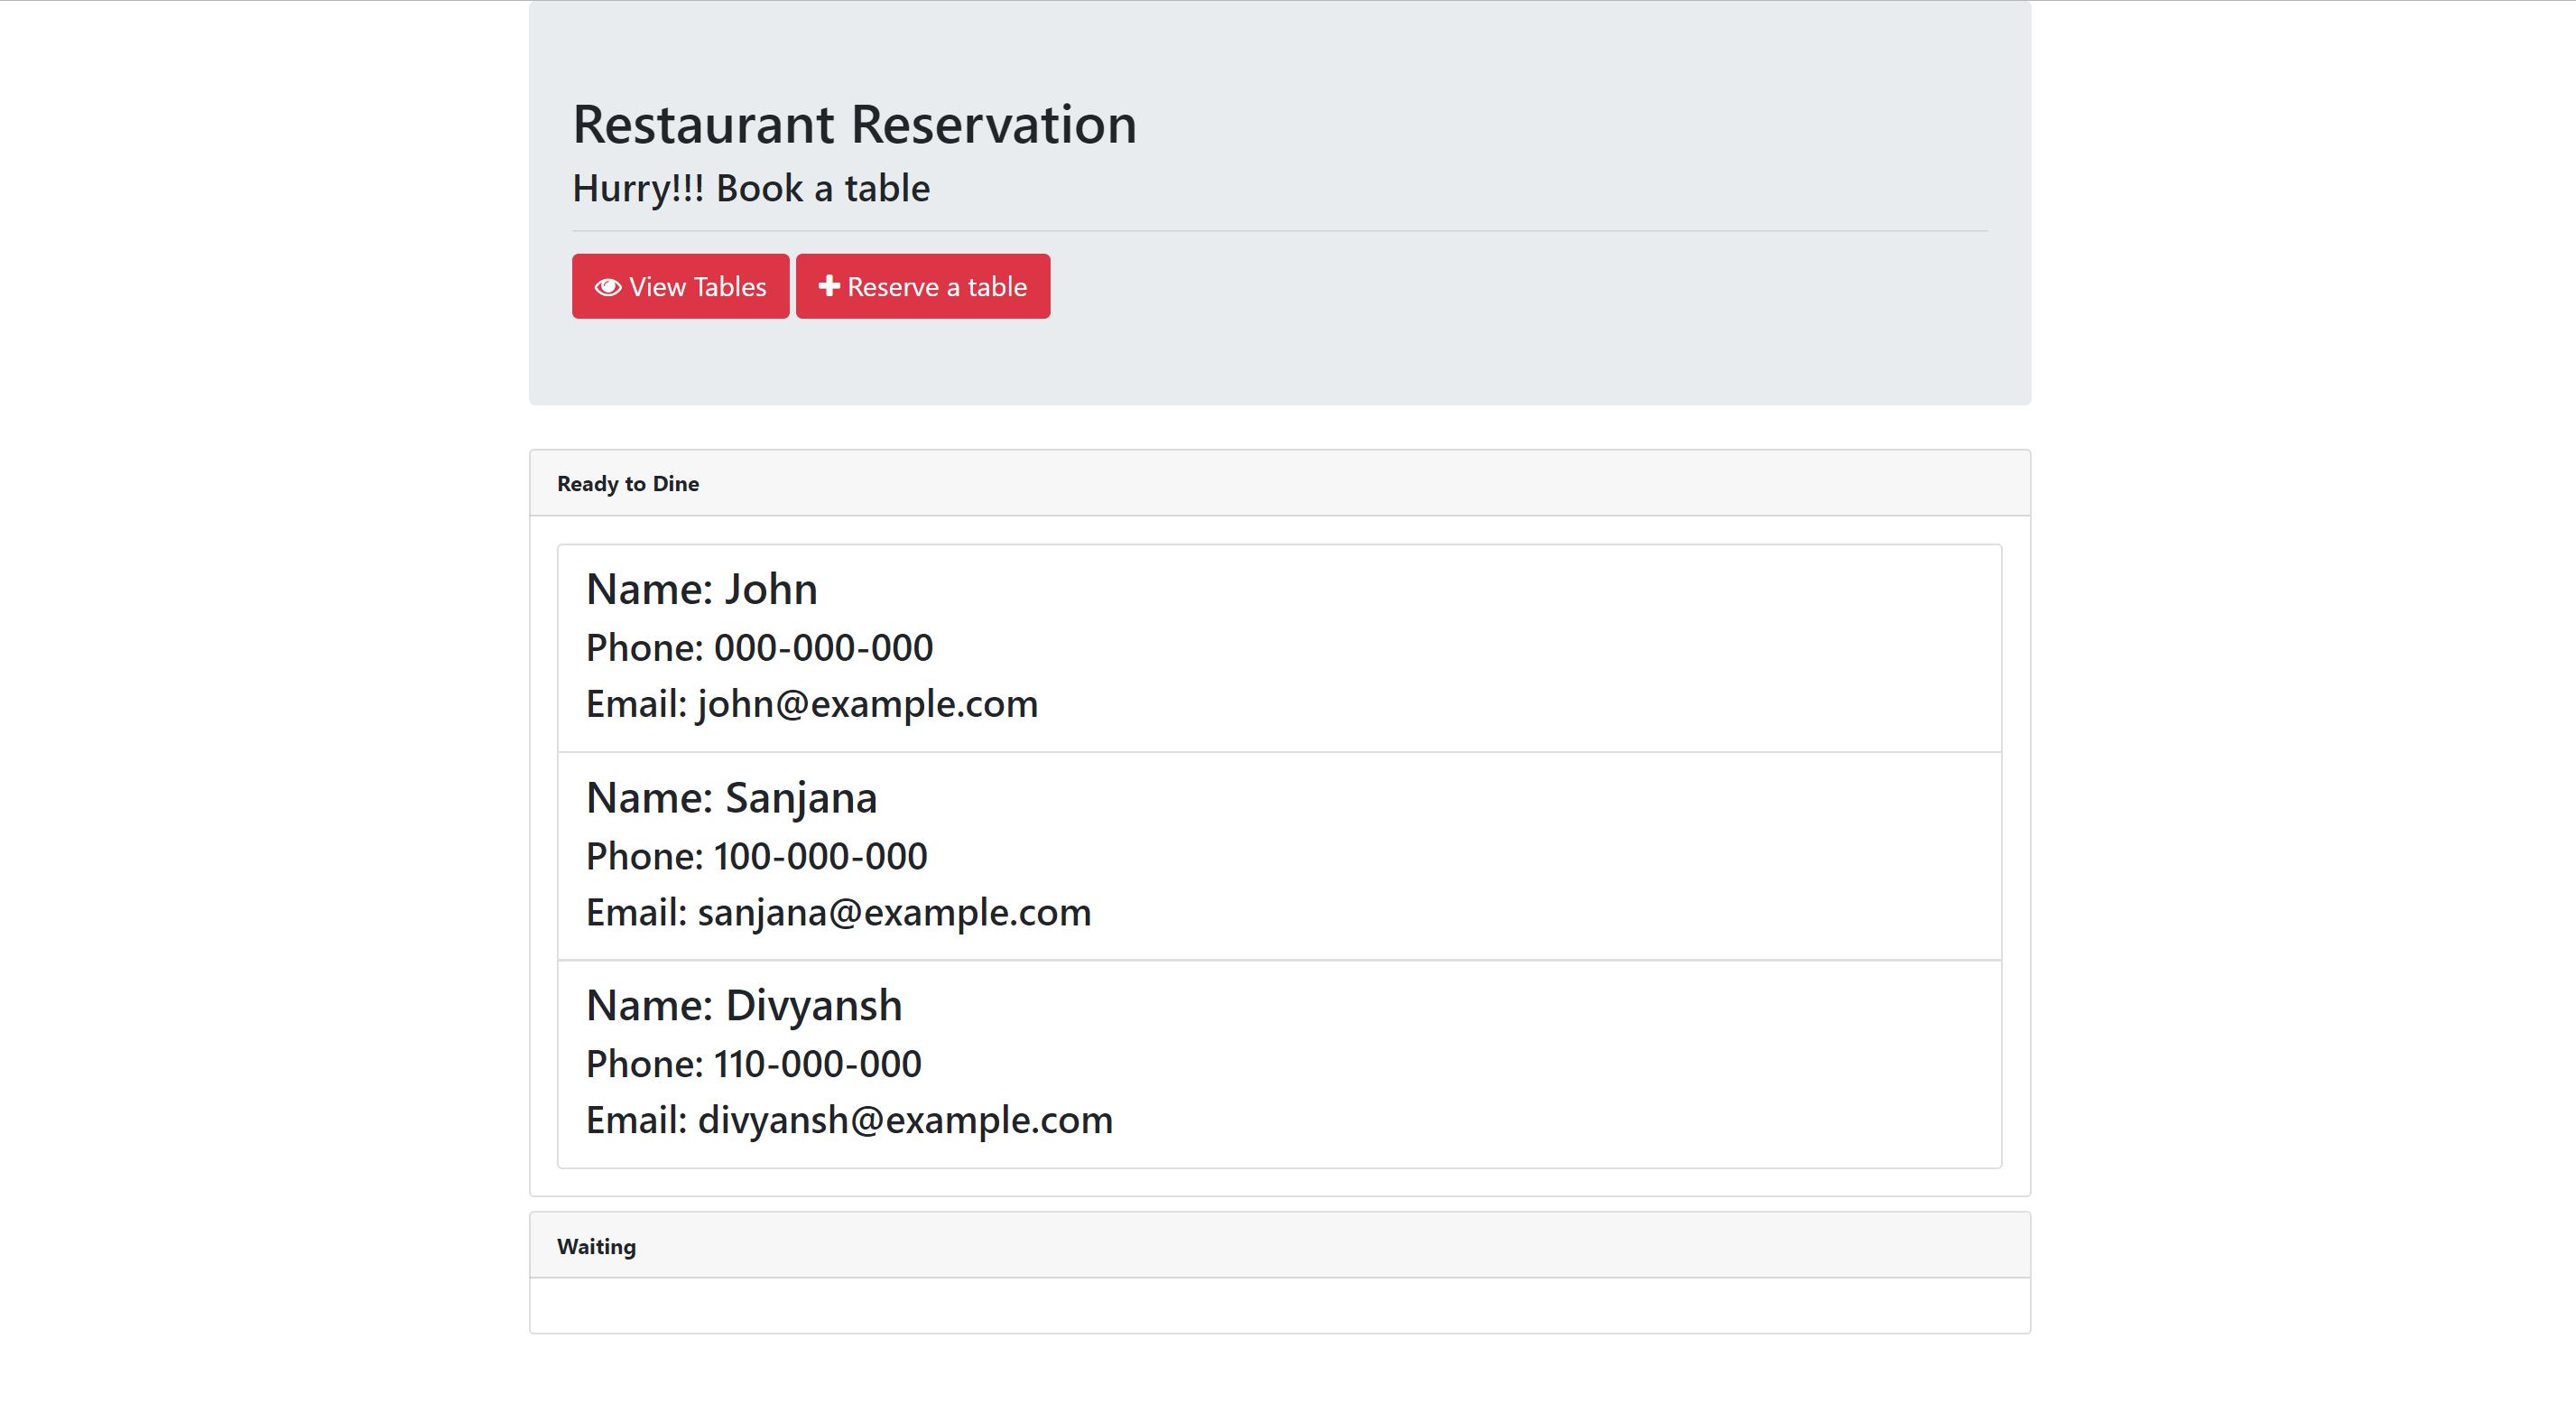 Restaurant Reservation
Hurry!!! Book a table
View Tables Reserve a table
Ready to Dine
Name: John
Phone: 000-000-000
Email: john@example.com
Name: Sanjana
Phone: 100-000-000
Email: sanjana@example.com
Name: Divyansh
Phone: 110-000-000
Email: divyansh@example.com
Waiting